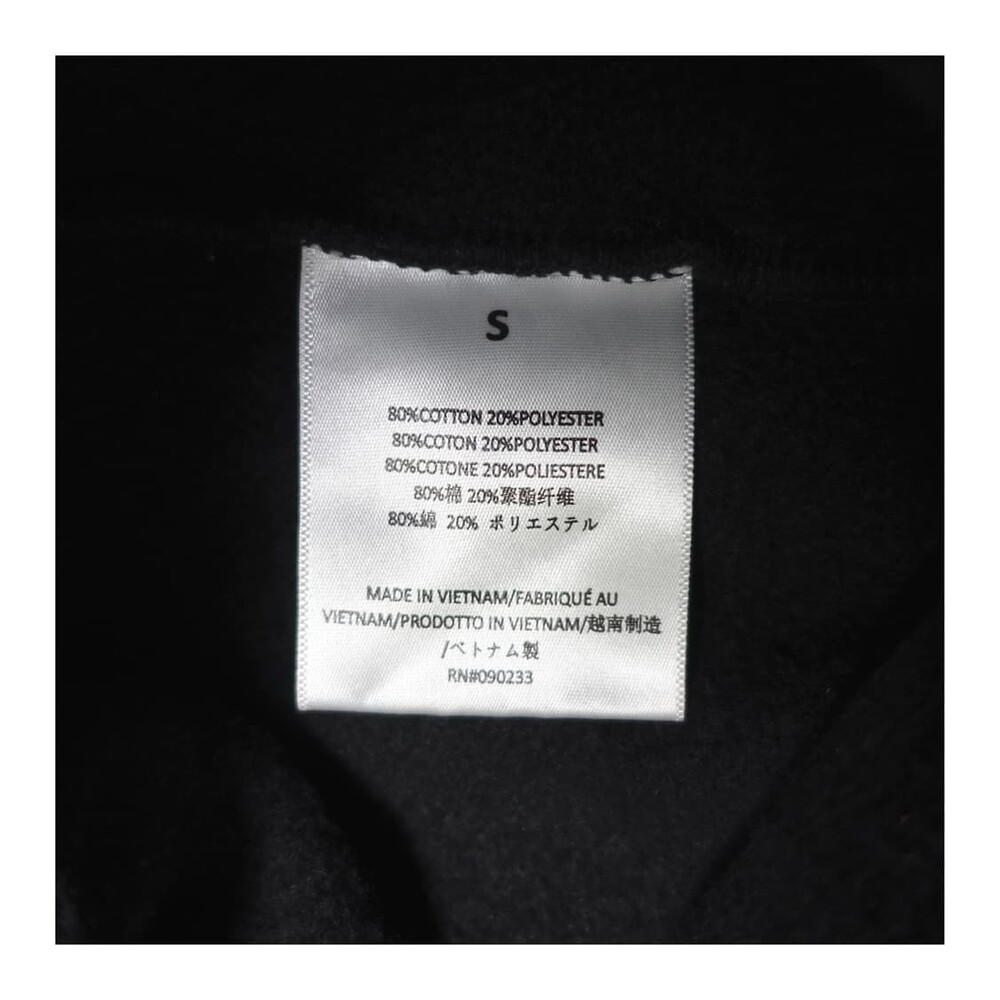 S
80%COTTON 20%POLYESTER
80%COTON 20%POLYESTER
80%COTONE 20%POLIESTERE
80%棉 20%聚酯纤维
80%綿 20% ポリエステル
MADE IN VIETNAM/FABRIQUÉ AU
VIETNAM/PRODOTTO IN VIETNAM/越南制造
/ベトナム製
RN#090233